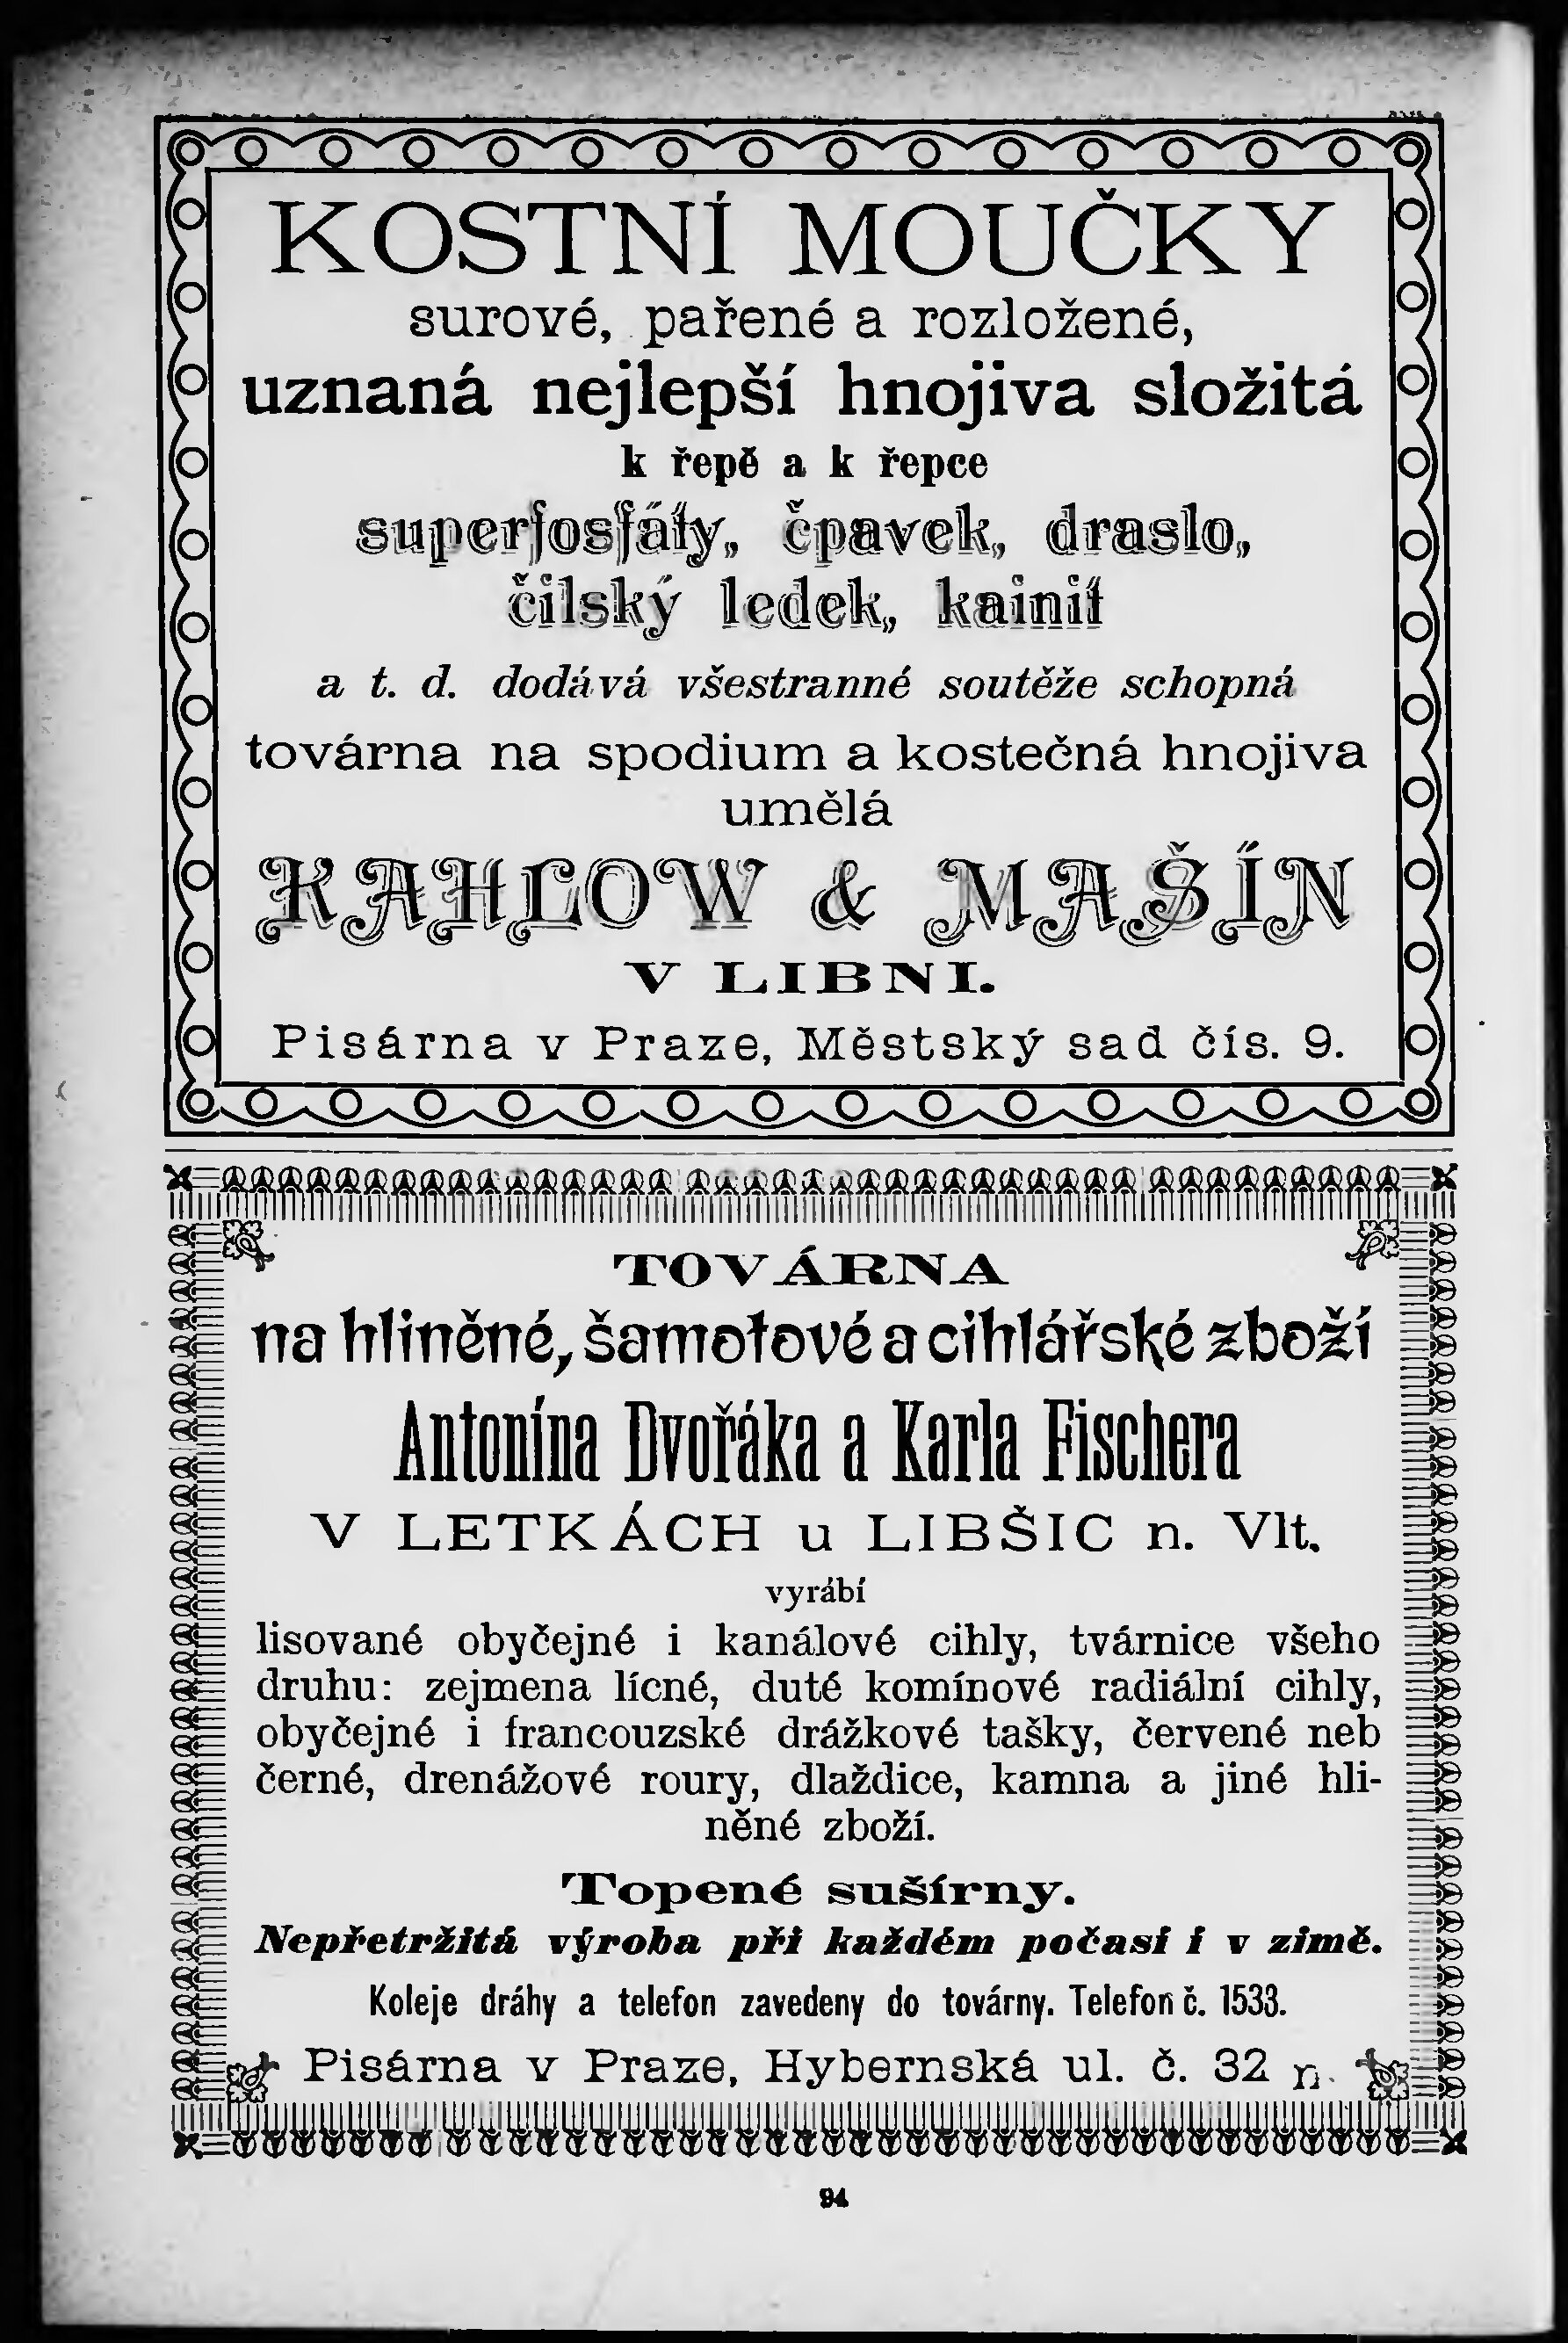 KOSTNÍ MOUČKY
surové, pařené a rozložené,
uznaná nejlepší hnojiva složitá
k řepě a k řepce
superfosfáty, čpavek, draslo,
čilský ledek, kainit
a t. d. dodává všestranné soutěže schopná
továrna na spodium a kostečná hnojiva
umělá
KAHLOW & MAŠÍN
V LIBNI.
Pisárna v Praze, Městský sad čís. 9.
TOVÁRNA
na hliněné, šamotové a cihlářské zboží
Antonína Dvořáka a Karla Fischera
V LETKÁCH u LIBŠIC n. Vlt.
vyrábí
lisované obyčejné i kanálové cihly, tvárnice všeho
druhu: zejmena lícné, duté komínové radiální cihly,
obyčejné i francouzské drážkové tašky, červené neb
černé, drenážové roury, dlaždice, kamna a jiné hli-
něné zboží.
Topené sušírny.
Nepřetržitá výroba při každém počasí i v zimě.
Koleje dráhy a telefon zavedeny do továrny. Telefon č. 1533.
Pisárna v Praze, Hybernská ul. č. 32 n.
94